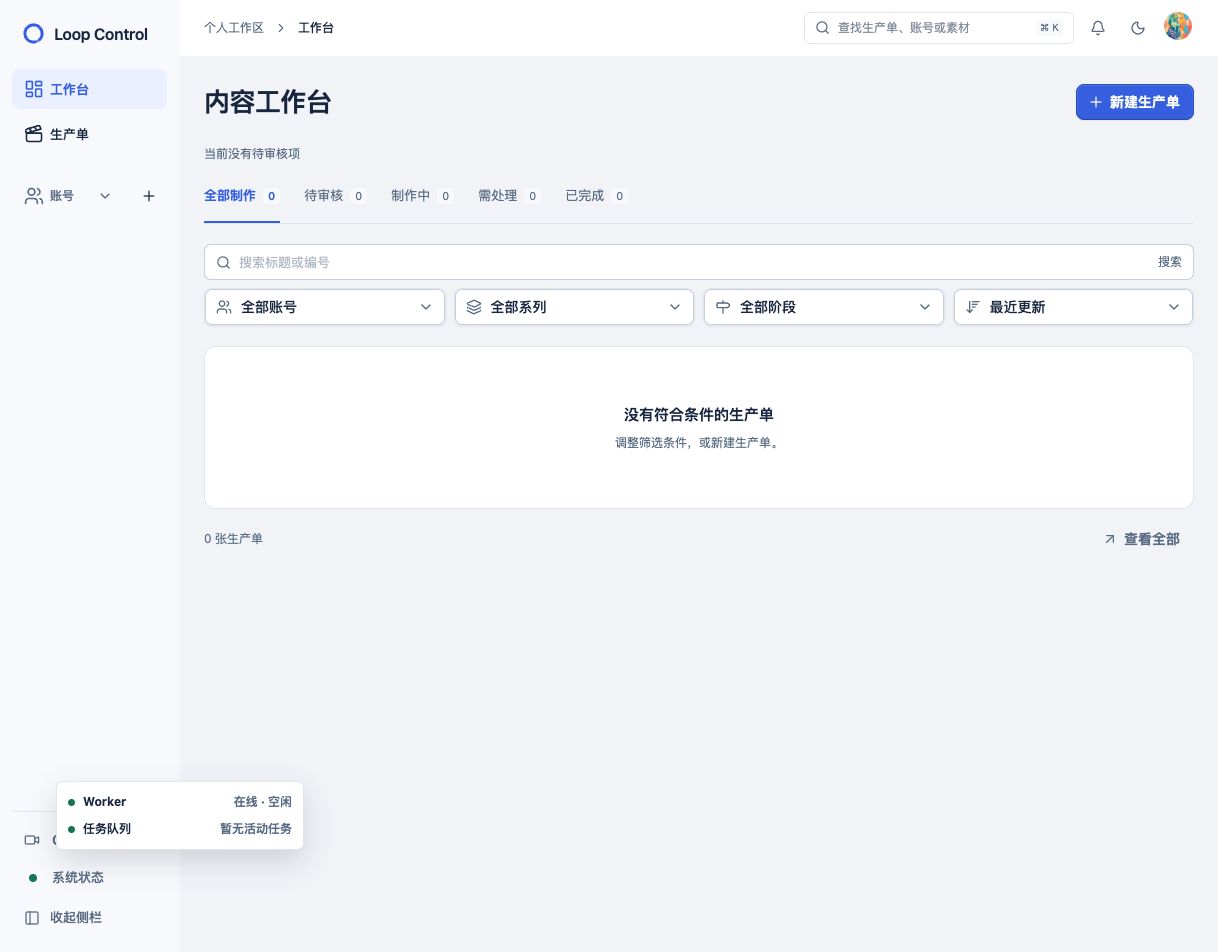 Loop Control
个人工作区 > 工作台
查找生产单、账号或素材 ⌘ K
工作台
生产单
账号
内容工作台
+ 新建生产单
当前没有待审核项
全部制作 0 待审核 0 制作中 0 需处理 0 已完成 0
搜索标题或编号 搜索
全部账号 全部系列 全部阶段 最近更新
没有符合条件的生产单
调整筛选条件，或新建生产单。
0 张生产单 查看全部
Worker 在线 · 空闲
任务队列 暂无活动任务
系统状态
收起侧栏